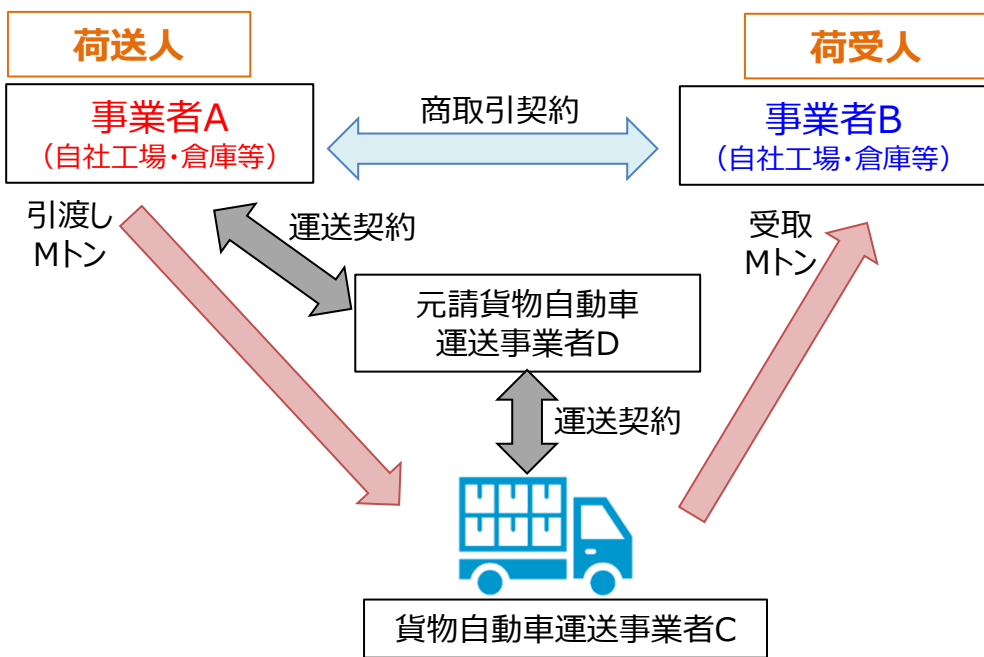 荷送人
荷受人
事業者A
（自社工場・倉庫等）
商取引契約
事業者B
（自社工場・倉庫等）
引渡し
Mトン
運送契約
受取
Mトン
元請貨物自動車
運送事業者D
運送契約
貨物自動車運送事業者C